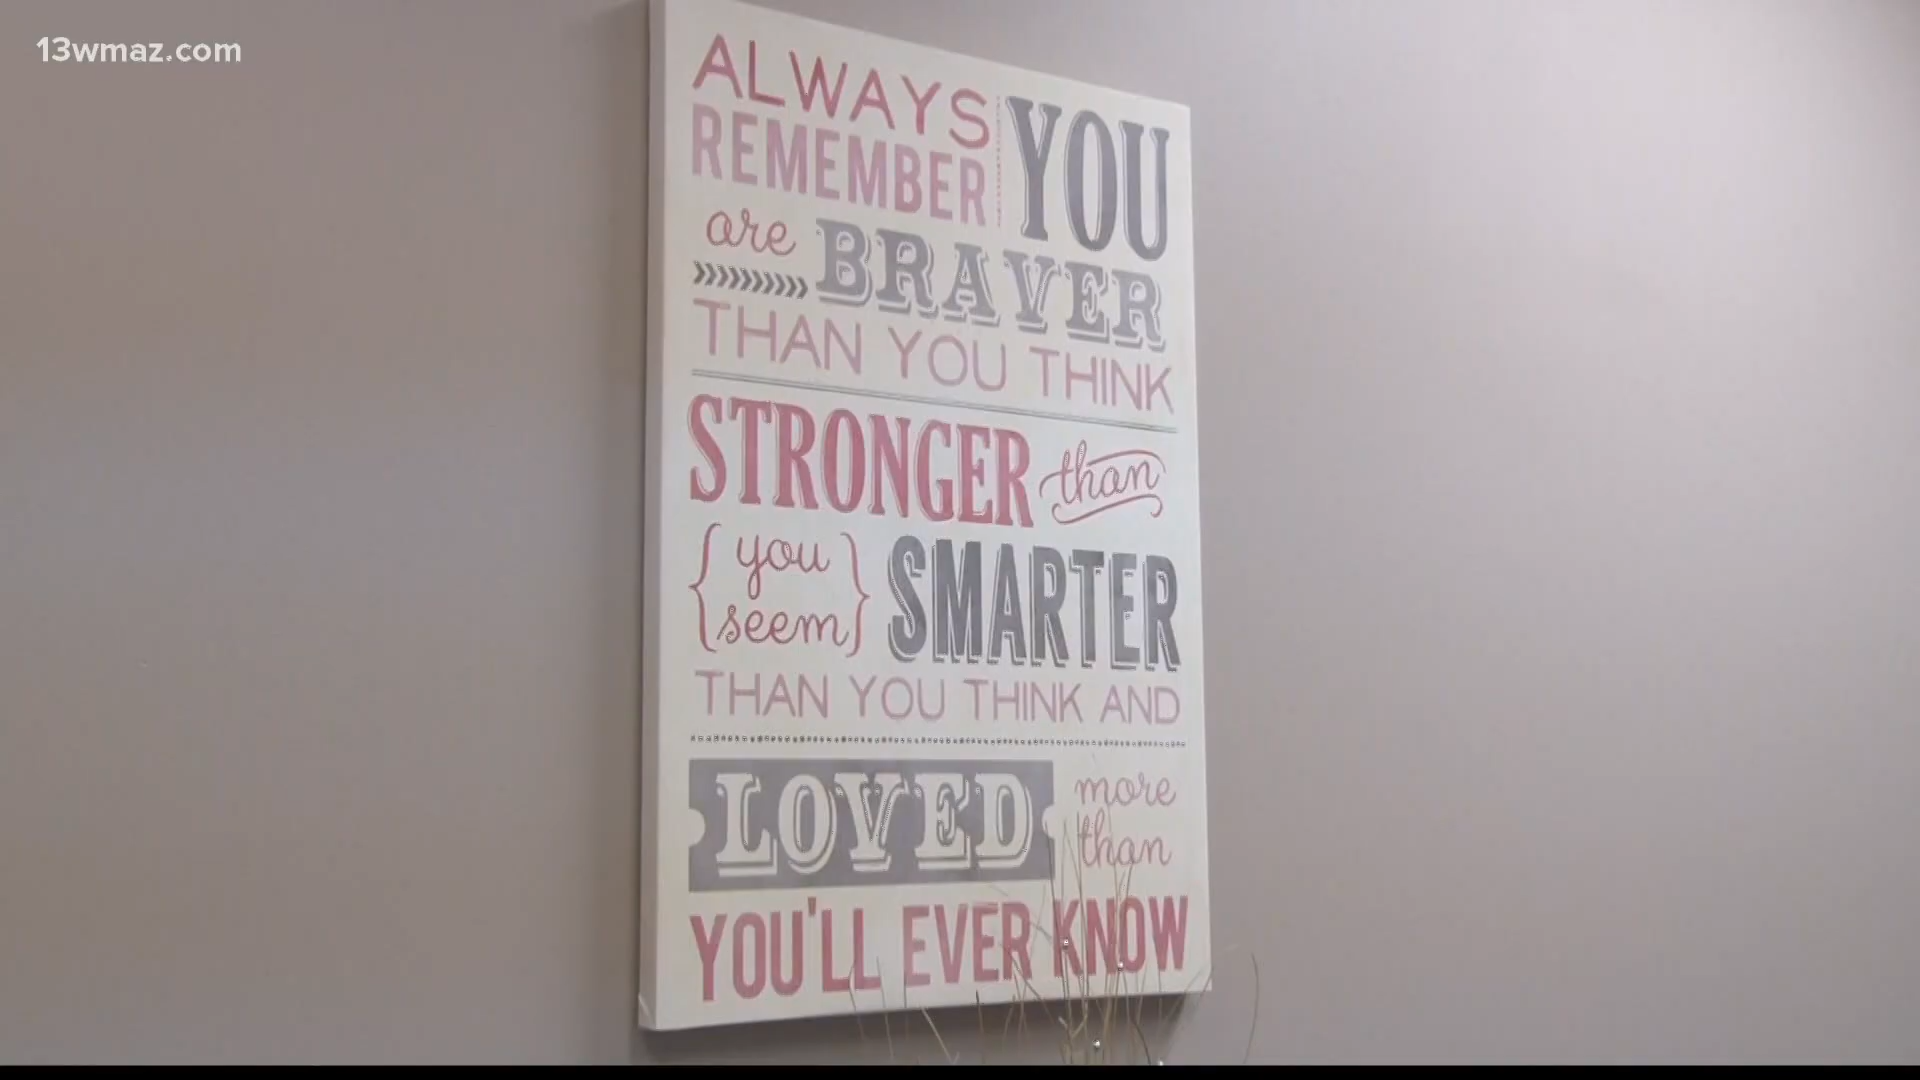 13wmaz.com
ALWAYS
REMEMBER YOU
are BRAVER
THAN YOU THINK
STRONGER than
{you seem} SMARTER
THAN YOU THINK AND
LOVED more than
YOU'LL EVER KNOW